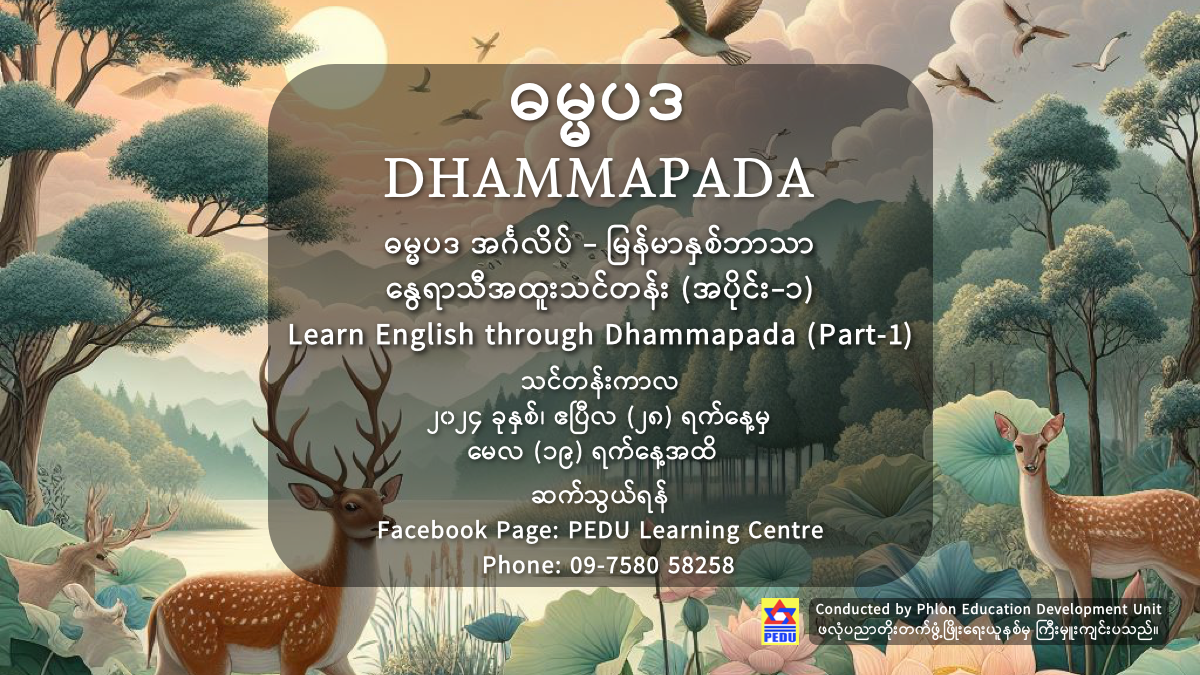 ဓမ္မပဒ
DHAMMAPADA
ဓမ္မပဒ အင်္ဂလိပ် – မြန်မာနှစ်ဘာသာ
နွေရာသီအထူးသင်တန်း (အပိုင်း–၁)
Learn English through Dhammapada (Part-1)
သင်တန်းကာလ
၂၀၂၄ ခုနှစ်၊ ဧပြီလ (၂၈) ရက်နေ့မှ
မေလ (၁၉) ရက်နေ့အထိ
ဆက်သွယ်ရန်
Facebook Page: PEDU Learning Centre
Phone: 09-7580 58258
PEDU
Conducted by Phlon Education Development Unit
ဖလုံပညာတိုးတက်ဖွံ့ဖြိုးရေးယူနစ်မှ ကြီးမှူးကျင်းပသည်။